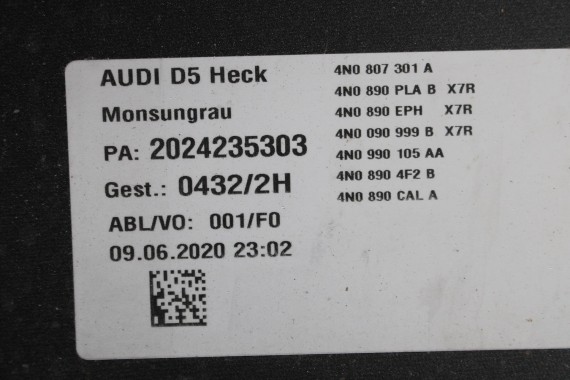 AUDI D5 Heck
Monsungrau
PA: 2024235303
Gest.: 0432/2H
ABL/VO: 001/F0
09.06.2020 23:02
4N0 807 301 A
4N0 890 PLA B X7R
4N0 890 EPH X7R
4N0 090 999 B X7R
4N0 990 105 AA
4N0 890 4F2 B
4N0 890 CAL A